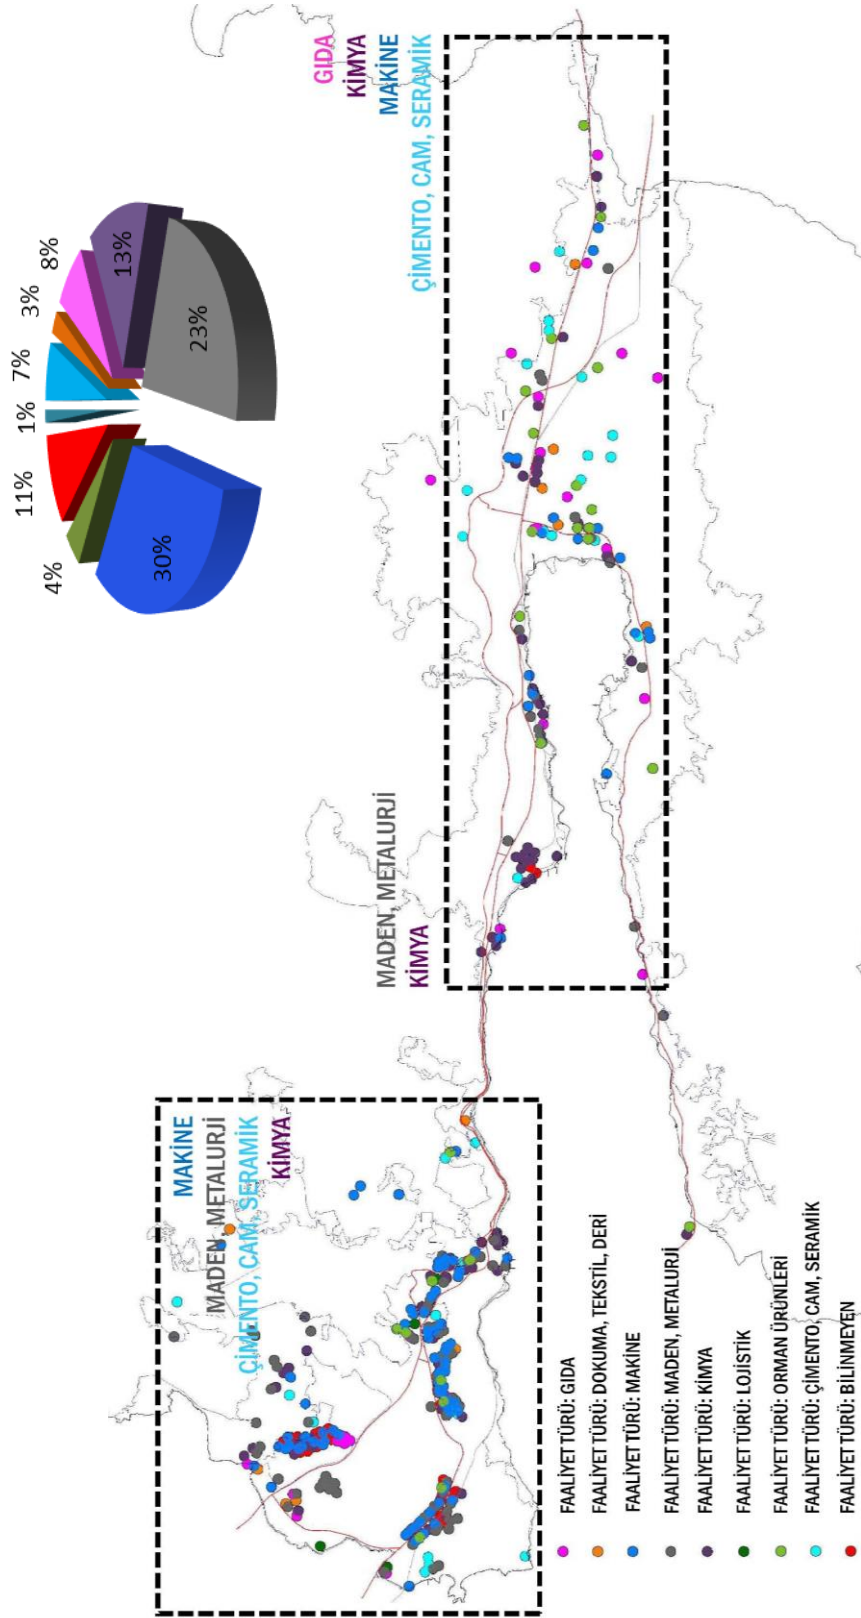 MAKİNE
MADEN, METALURJİ
ÇİMENTO, CAM, SERAMİK
KİMYA
MADEN, METALURJİ
KİMYA
GIDA
KİMYA
MAKİNE
ÇİMENTO, CAM, SERAMİK
4%
11%
1%
7%
3%
8%
13%
23%
30%
FAALİYET TÜRÜ: GIDA
FAALİYET TÜRÜ: DOKUMA, TEKSTİL, DERİ
FAALİYET TÜRÜ: MAKİNE
FAALİYET TÜRÜ: MADEN, METALURJİ
FAALİYET TÜRÜ: KİMYA
FAALİYET TÜRÜ: LOJİSTİK
FAALİYET TÜRÜ: ORMAN ÜRÜNLERİ
FAALİYET TÜRÜ: ÇİMENTO, CAM, SERAMİK
FAALİYET TÜRÜ: BİLİNMEYEN